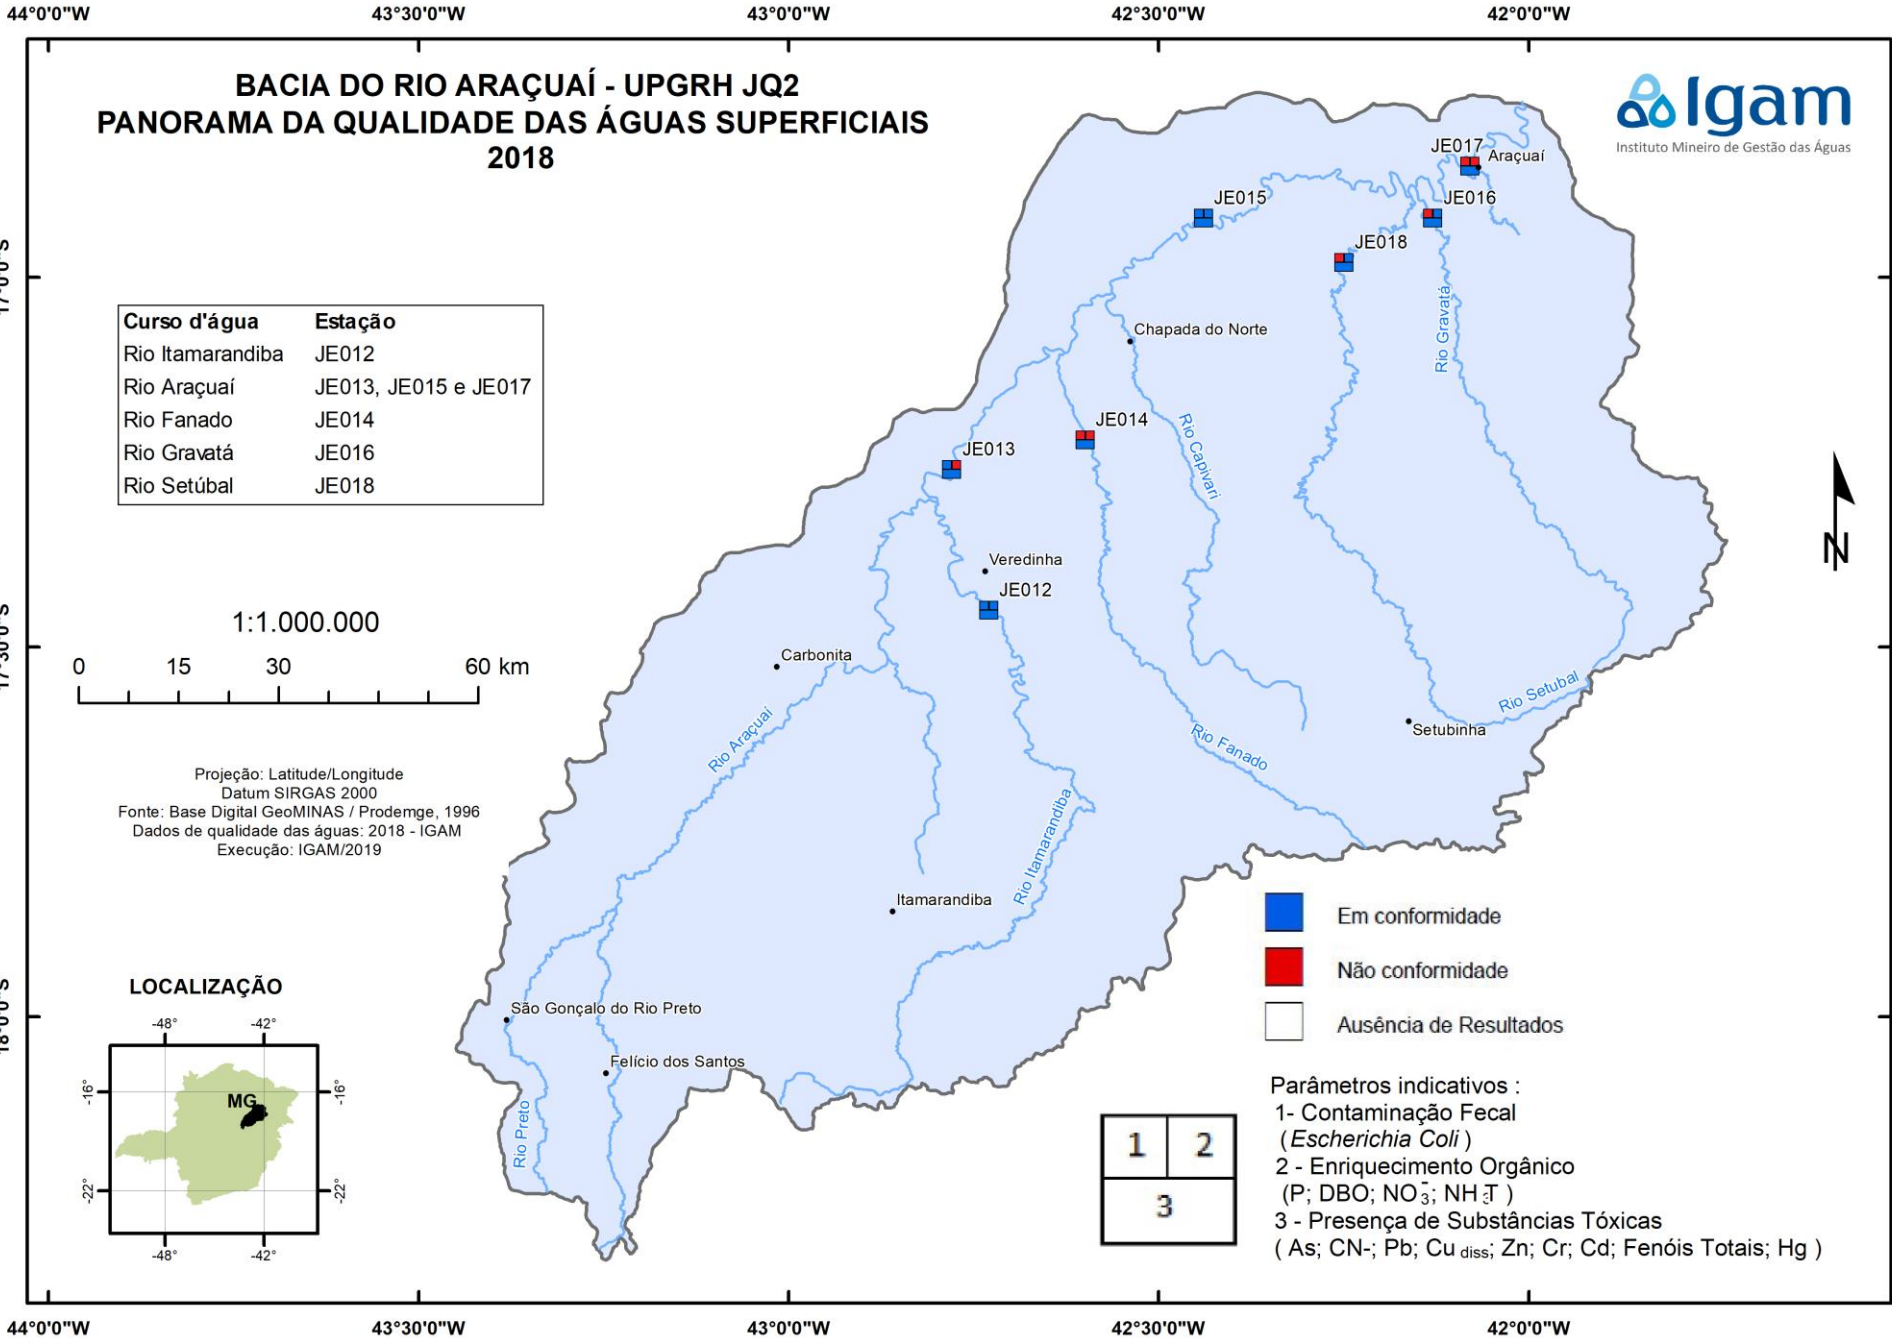 44°0'0"W 43°30'0"W 43°0'0"W 42°30'0"W 42°0'0"W
BACIA DO RIO ARAÇUAÍ - UPGRH JQ2
PANORAMA DA QUALIDADE DAS ÁGUAS SUPERFICIAIS
2018
Igam
Instituto Mineiro de Gestão das Águas
JE017
Araçuaí
JE015
JE016
JE018
Curso d'água Estação
Rio Itamarandiba JE012
Rio Araçuaí JE013, JE015 e JE017
Rio Fanado JE014
Rio Gravatá JE016
Rio Setúbal JE018
Rio Gravatá
Chapada do Norte
JE014
Rio Capivari
JE013
N
Veredinha
JE012
1:1.000.000
0 15 30 60 km
Carbonita
Rio Setubal
Setubinha
Rio Araçuaí
Rio Fanado
Projeção: Latitude/Longitude
Datum SIRGAS 2000
Fonte: Base Digital GeoMINAS / Prodemge, 1996
Dados de qualidade das águas: 2018 - IGAM
Execução: IGAM/2019
Rio Itamarandiba
Itamarandiba
Em conformidade
Não conformidade
Ausência de Resultados
LOCALIZAÇÃO
-48° -42°
-16° MG -16°
-22° -22°
-48° -42°
São Gonçalo do Rio Preto
Felício dos Santos
Rio Preto
1 2
3
Parâmetros indicativos :
1- Contaminação Fecal
(Escherichia Coli )
2 - Enriquecimento Orgânico
(P; DBO; NO3-; NH3T )
3 - Presença de Substâncias Tóxicas
( As; CN-; Pb; Cu diss; Zn; Cr; Cd; Fenóis Totais; Hg )
44°0'0"W 43°30'0"W 43°0'0"W 42°30'0"W 42°0'0"W